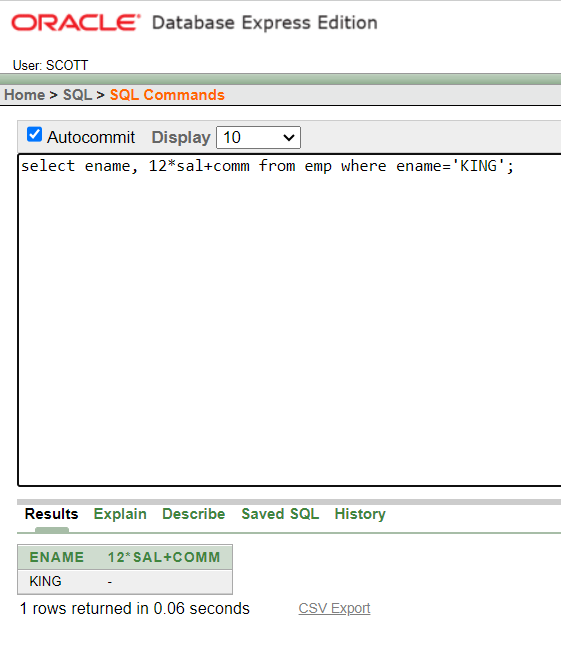 ORACLE® Database Express Edition
User: SCOTT
Home > SQL > SQL Commands
Autocommit Display 10
select ename, 12*sal+comm from emp where ename='KING';
Results Explain Describe Saved SQL History
ENAME 12*SAL+COMM
KING -
1 rows returned in 0.06 seconds CSV Export